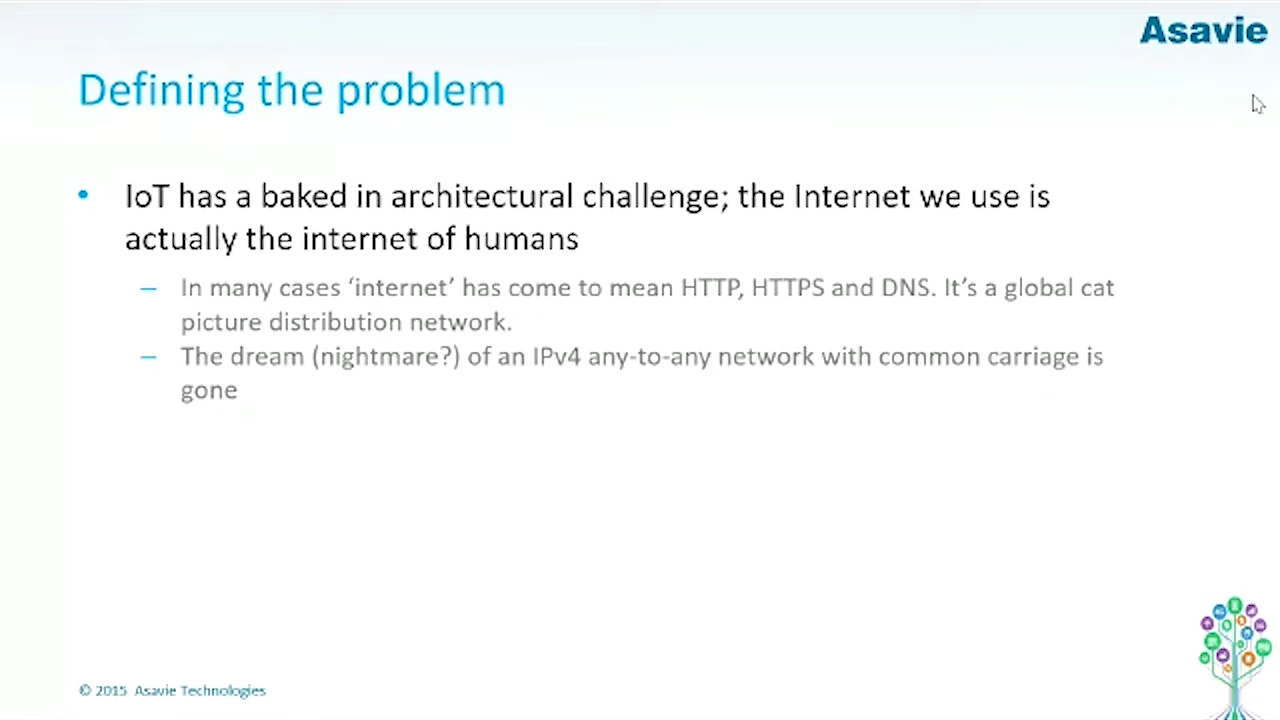 Asavie
Defining the problem
• IoT has a baked in architectural challenge; the Internet we use is
actually the internet of humans
– In many cases ‘internet’ has come to mean HTTP, HTTPS and DNS. It’s a global cat
picture distribution network.
– The dream (nightmare?) of an IPv4 any-to-any network with common carriage is
gone
© 2015 Asavie Technologies